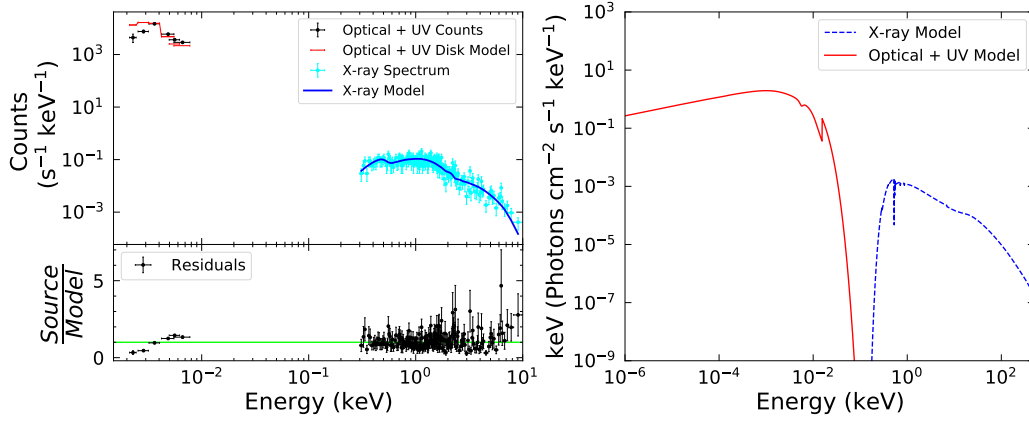 Counts
(s⁻¹ keV⁻¹)
10³
10¹
10⁻¹
10⁻³
Optical + UV Counts
Optical + UV Disk Model
X-ray Spectrum
X-ray Model
Source
Model
5
0
Residuals
10⁻² 10⁻¹ 10⁰ 10¹
Energy (keV)
keV (Photons cm⁻² s⁻¹ keV⁻¹)
10³
10¹
10⁻¹
10⁻³
10⁻⁵
10⁻⁷
10⁻⁹
X-ray Model
Optical + UV Model
10⁻⁶ 10⁻⁴ 10⁻² 10⁰ 10²
Energy (keV)